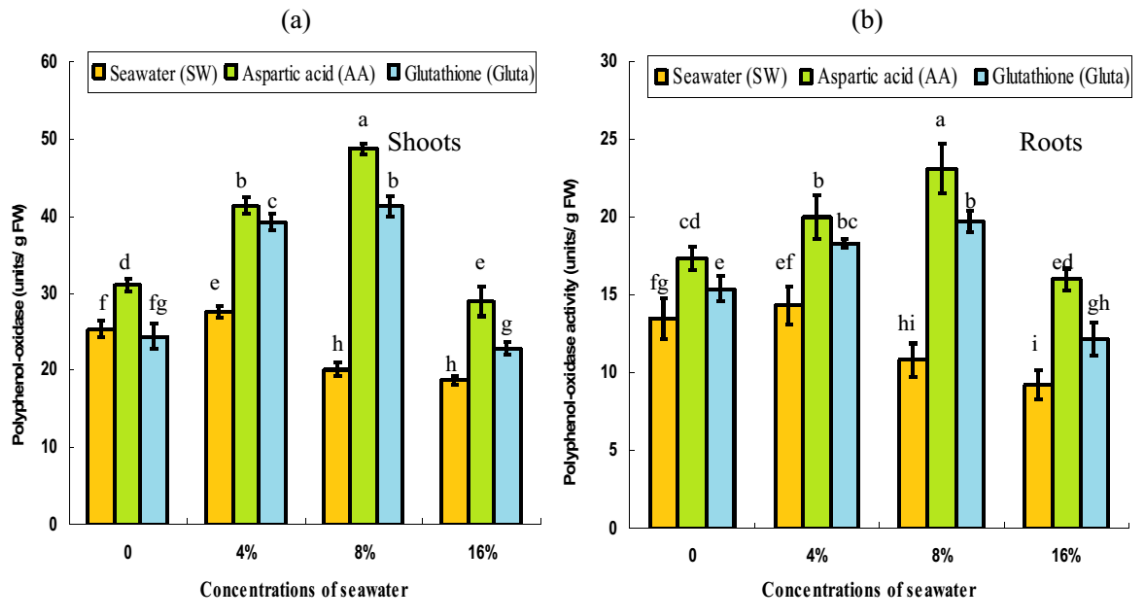 (a)
Seawater (SW) Aspartic acid (AA) Glutathione (Gluta)
Shoots
Polyphenol-oxidase (units/ g FW)
60
50
40
30
20
10
0
f d fg
e b c
h a b
h e g
0 4% 8% 16%
Concentrations of seawater
(b)
Seawater (SW) Aspartic acid (AA) Glutathione (Gluta)
Roots
Polyphenol-oxidase activity (units/ g FW)
30
25
20
15
10
5
0
fg cd e
ef b bc
hi a b
i ed gh
0 4% 8% 16%
Concentrations of seawater